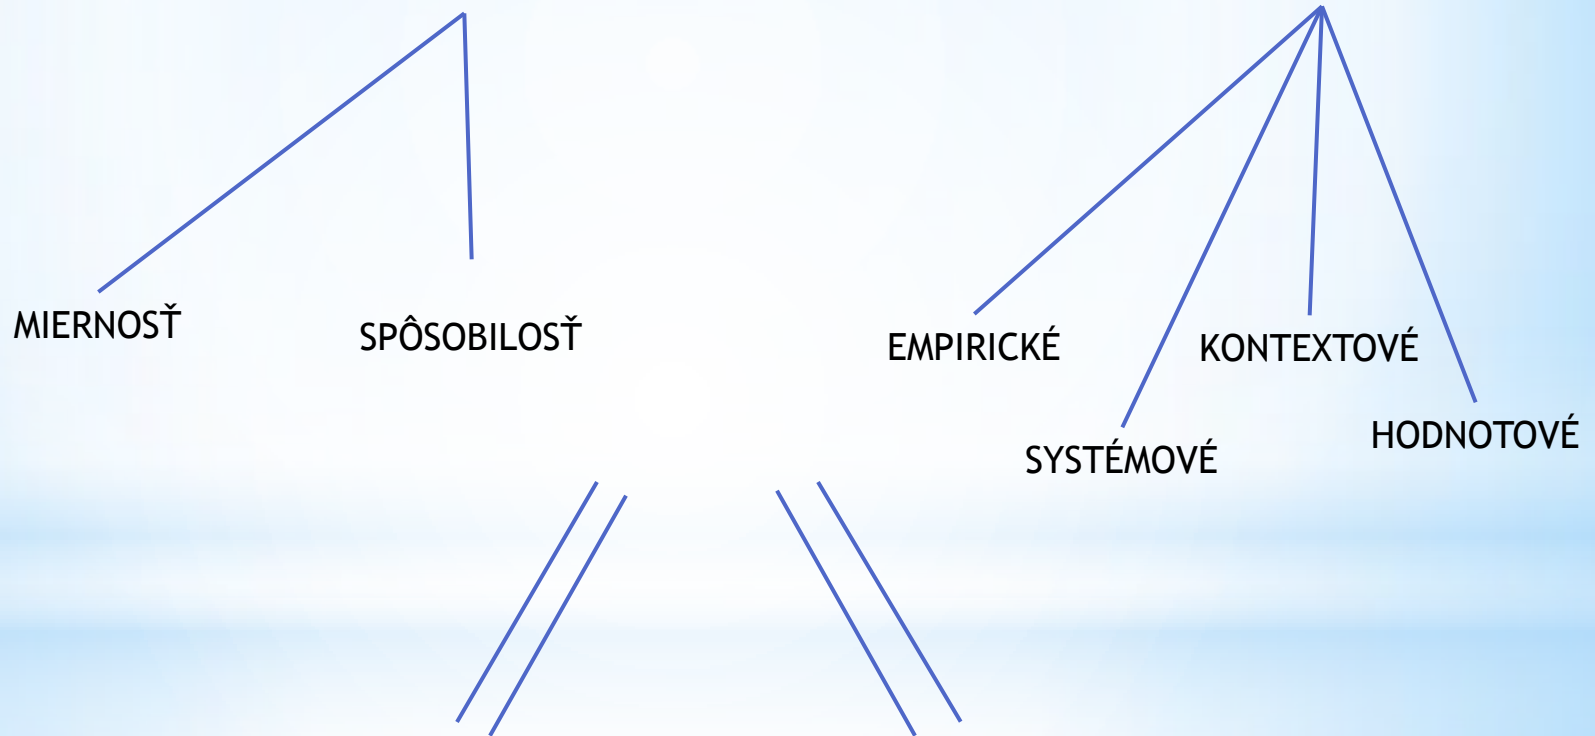 MIERNOSŤ
SPÔSOBILOSŤ
EMPIRICKÉ
KONTEXTOVÉ
HODNOTOVÉ
SYSTÉMOVÉ